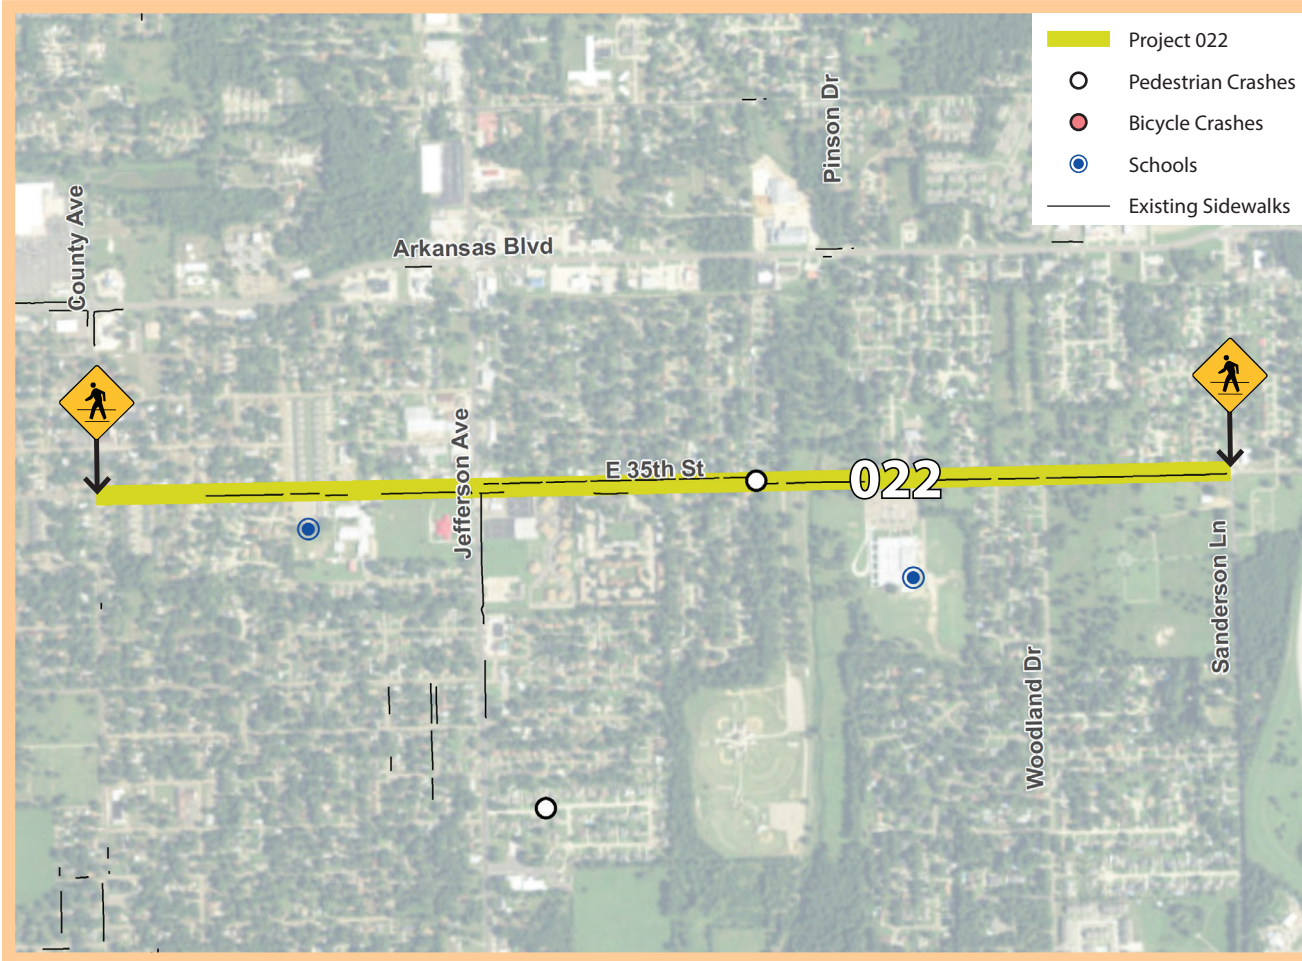 Project 022
Pedestrian Crashes
Bicycle Crashes
Schools
Existing Sidewalks
Pinson Dr
County Ave
Arkansas Blvd
Jefferson Ave
E 35th St
022
Sanderson Ln
Woodland Dr